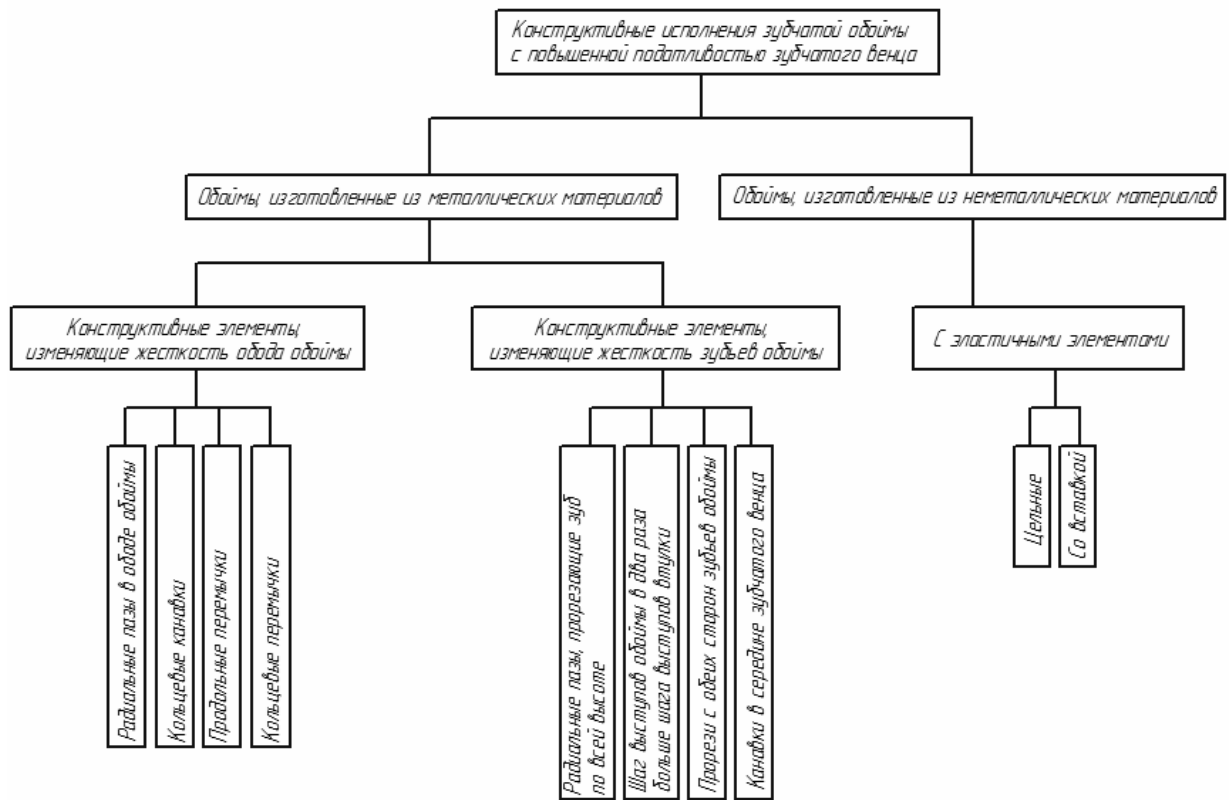 Конструктивные исполнения зубчатой обоймы
с повышенной податливостью зубчатого венца
Обоймы, изготовленные из металлических материалов
Обоймы, изготовленные из неметаллических материалов
Конструктивные элементы,
изменяющие жесткость обода обоймы
Конструктивные элементы,
изменяющие жесткость зубьев обоймы
С эластичными элементами
Радиальные пазы в ободе обоймы
Кольцевые канавки
Продольные перемычки
Кольцевые перемычки
Радиальные пазы, прорезающие зуб
по всей высоте
Шаг выступов обоймы в два раза
больше шага выступов втулки
Прорези с обеих сторон зубьев обоймы
Канавки в середине зубчатого венца
Цельные
Со вставкой